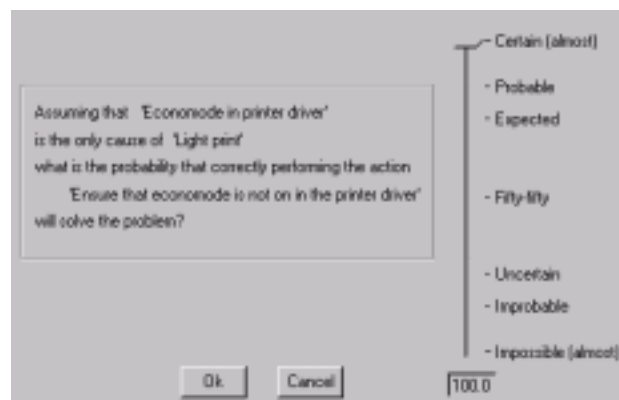 Assuming that 'Economode in printer driver'
is the only cause of 'Light print'
what is the probability that correctly performing the action
'Ensure that economode is not on in the printer driver'
will solve the problem?
Certain (almost)
Probable
Expected
Fifty-fifty
Uncertain
Improbable
Impossible (almost)
100.0
Ok
Cancel